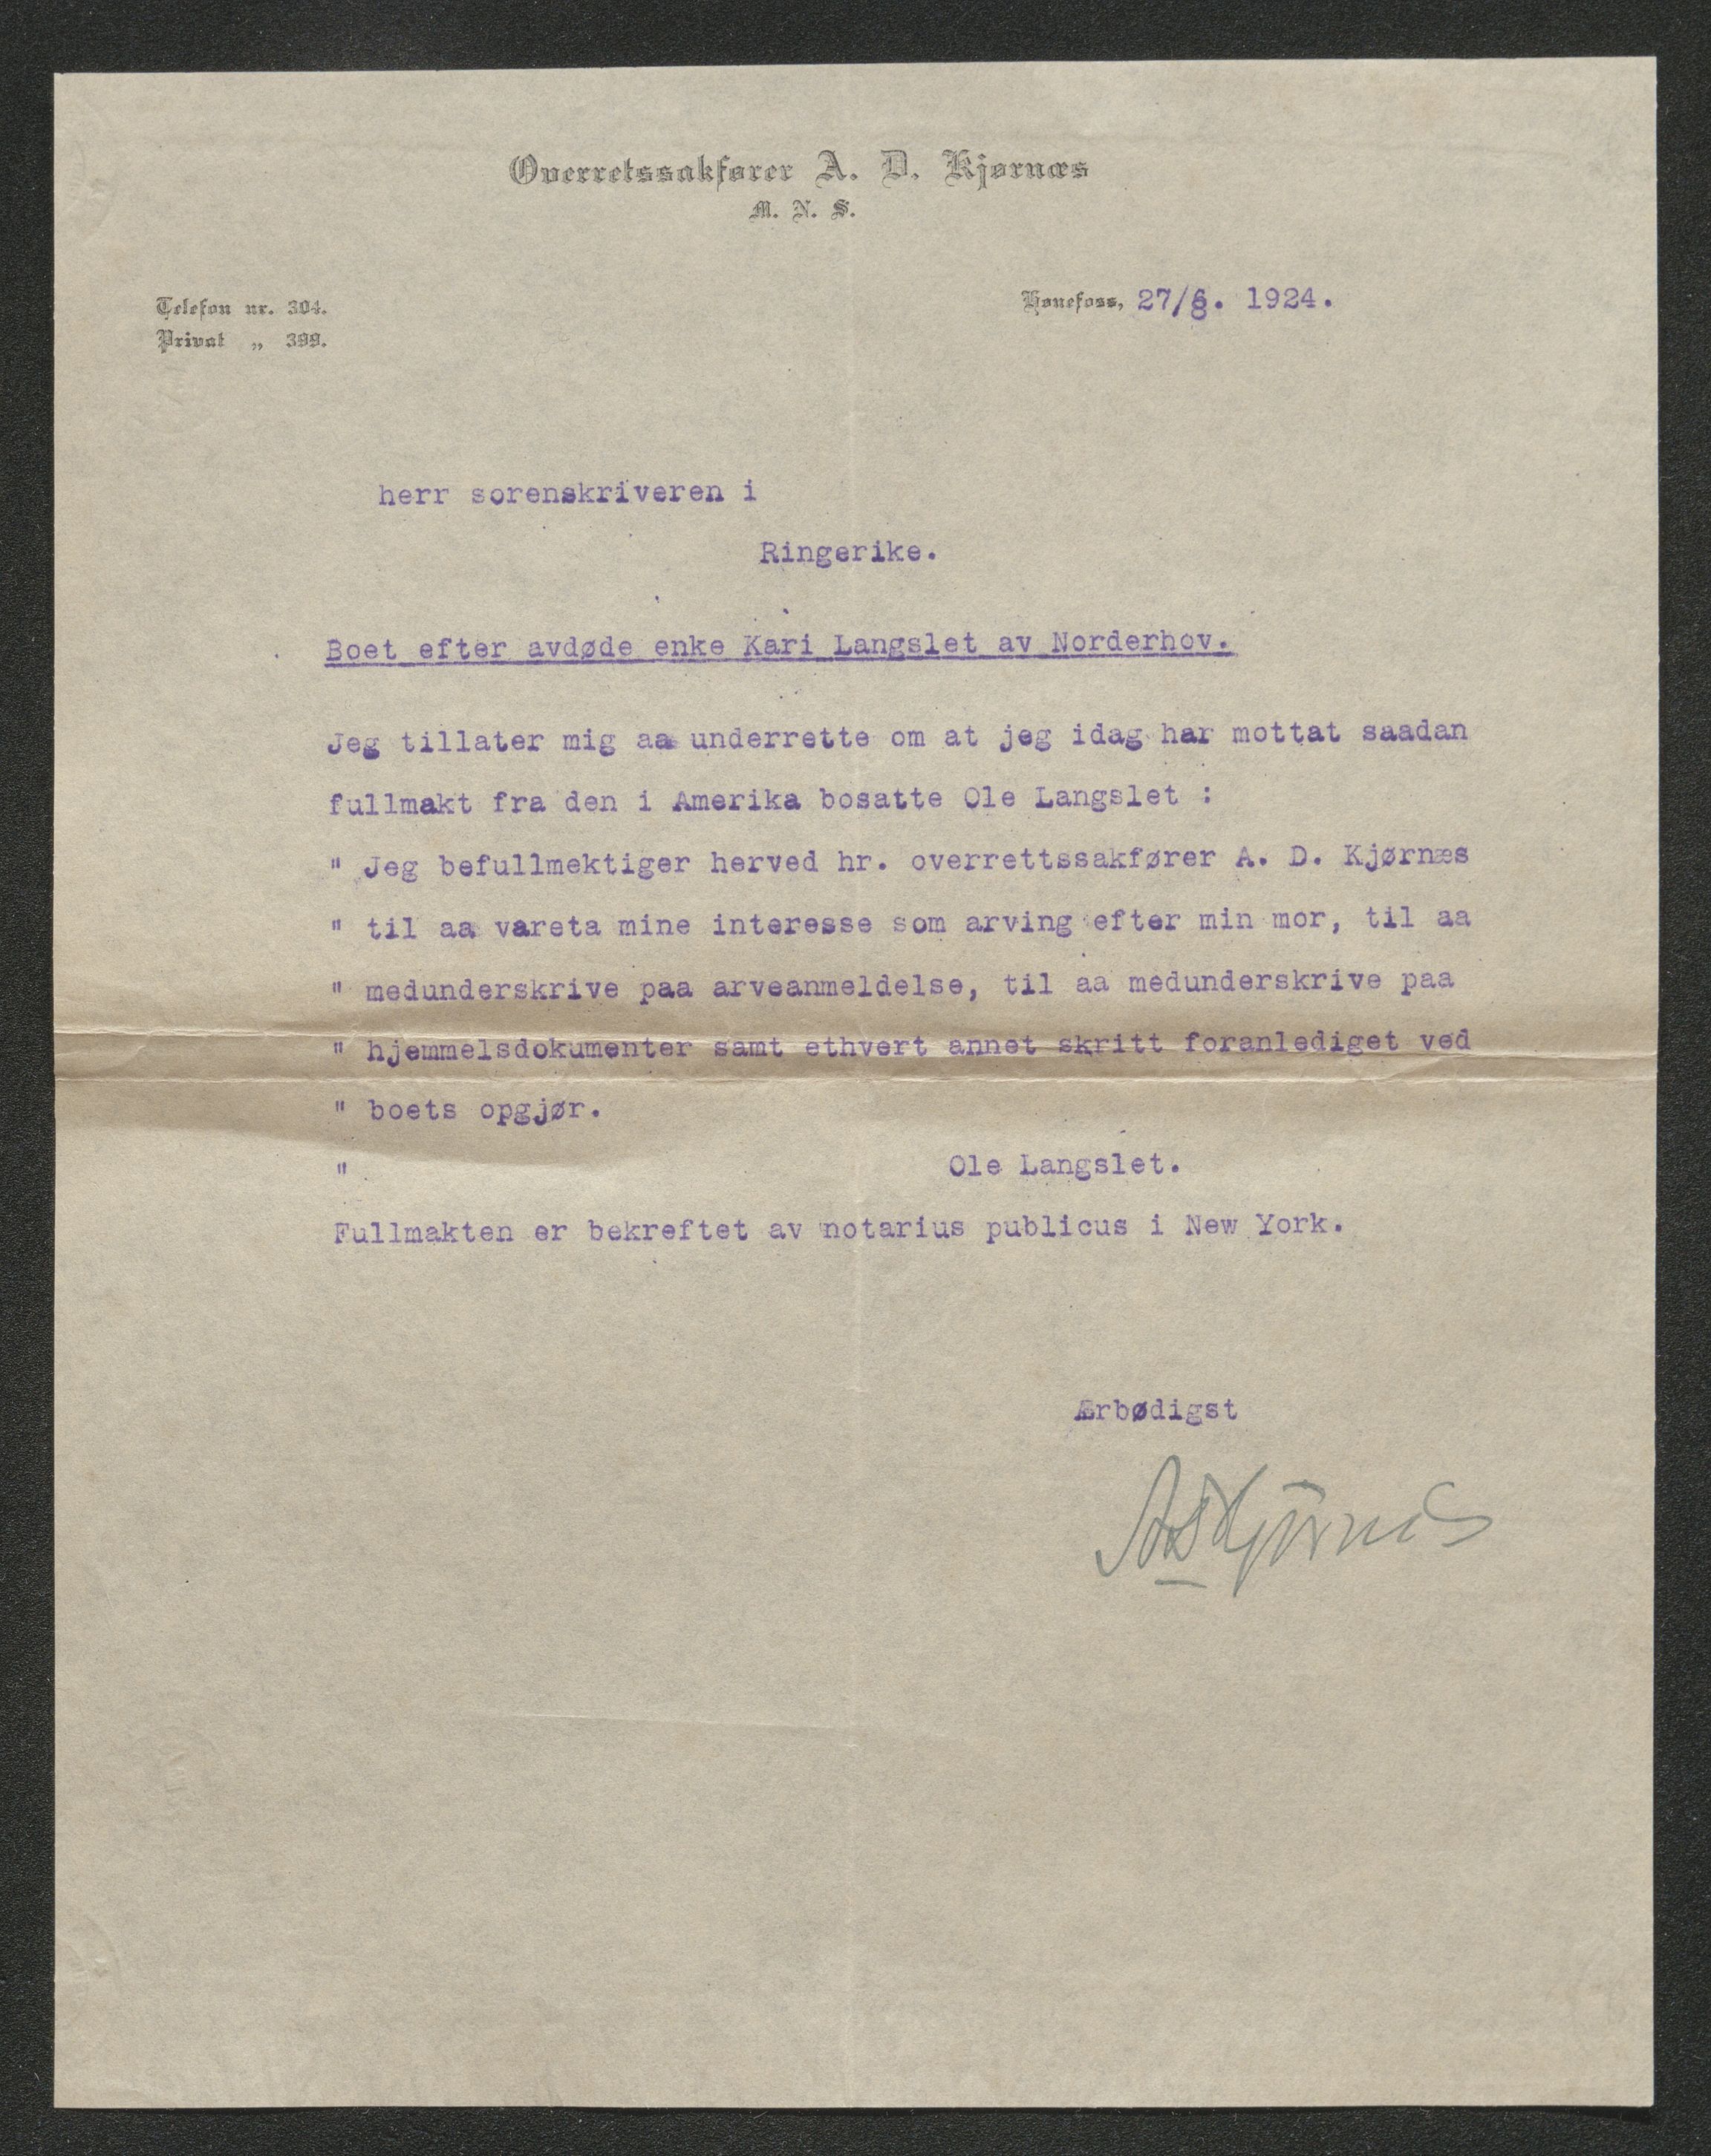 Overretssakfører A. D. Kjørnæs
M. N. S.
Telefon nr. 304.
Privat „ 399.
Hønefoss, 27/8. 1924.
herr sorenskriveren i
Ringerike.
Boet efter avdøde enke Kari Langslet av Norderhov.
Jeg tillater mig aa underrette om at jeg idag har mottat saadan
fullmakt fra den i Amerika bosatte Ole Langslet :
" Jeg befullmektiger herved hr. overrettssakfører A. D. Kjørnæs
" til aa vareta mine interesse som arving efter min mor, til aa
" medunderskrive paa arveanmeldelse, til aa medunderskrive paa
" hjemmelsdokumenter samt ethvert annet skritt foranlediget ved
" boets opgjør.
" Ole Langslet.
Fullmakten er bekreftet av notarius publicus i New York.
Ærbødigst
A D Kjørnæs